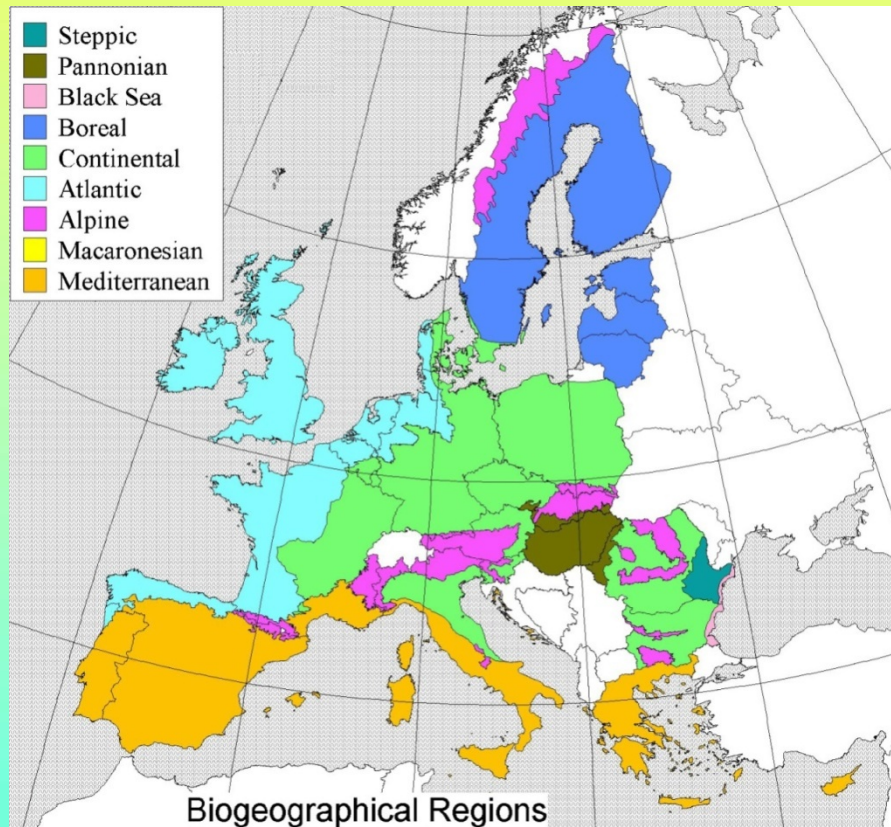 Steppic
Pannonian
Black Sea
Boreal
Continental
Atlantic
Alpine
Macaronesian
Mediterranean
Biogeographical Regions